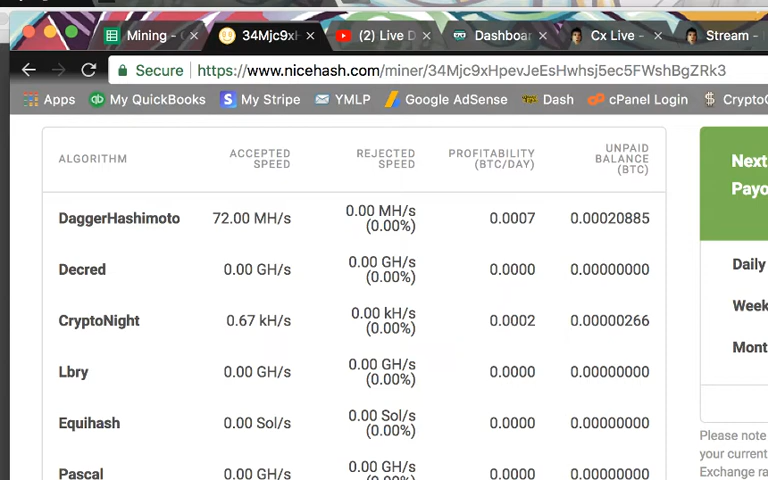 Mining - 
34Mjc9xH
(2) Live D
Dashboar
Cx Live -
Stream -
Secure | https://www.nicehash.com/miner/34Mjc9xHpevJeEsHwhsj5ec5FWshBgZRk3
Apps My QuickBooks My Stripe YMLP Google AdSense Dash cPanel Login CryptoC
ALGORITHM ACCEPTED SPEED REJECTED SPEED PROFITABILITY (BTC/DAY) UNPAID BALANCE (BTC)
DaggerHashimoto 72.00 MH/s 0.00 MH/s (0.00%) 0.0007 0.00020885
Decred 0.00 GH/s 0.00 GH/s (0.00%) 0.0000 0.00000000
CryptoNight 0.67 kH/s 0.00 kH/s (0.00%) 0.0002 0.00000266
Lbry 0.00 GH/s 0.00 GH/s (0.00%) 0.0000 0.00000000
Equihash 0.00 Sol/s 0.00 Sol/s (0.00%) 0.0000 0.00000000
Pascal 0.00 GH/s 0.00 GH/s 0.0000 0.00000000
Next
Payo
Daily
Week
Mont
Please note
your current
Exchange ra